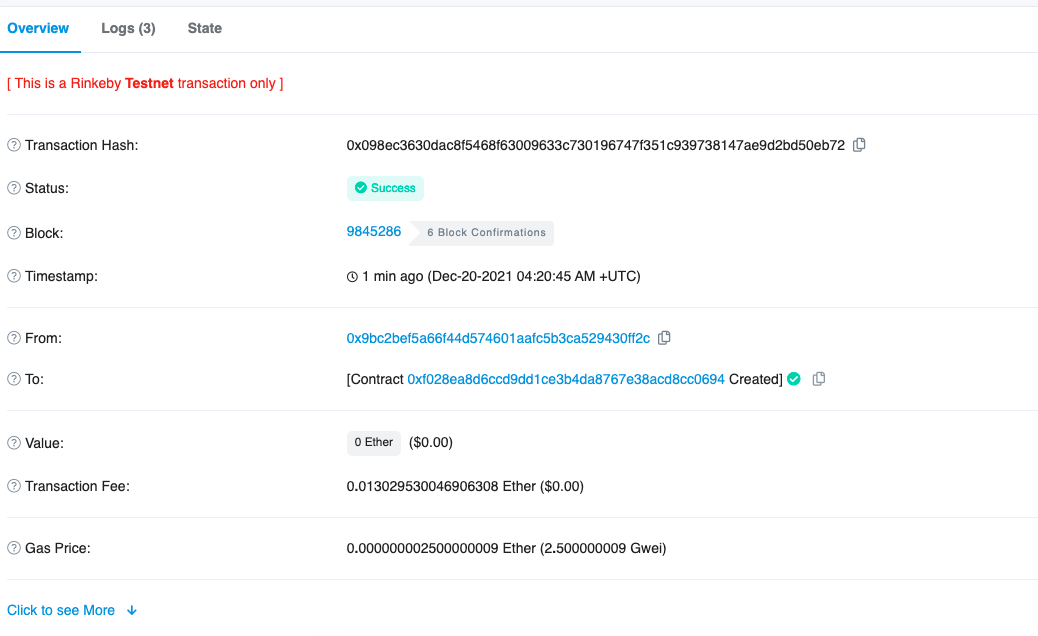 Overview Logs (3) State
[ This is a Rinkeby Testnet transaction only ]
Transaction Hash: 0x098ec3630dac8f5468f63009633c730196747f351c939738147ae9d2bd50eb72
Status: Success
Block: 9845286 6 Block Confirmations
Timestamp: 1 min ago (Dec-20-2021 04:20:45 AM +UTC)
From: 0x9bc2bef5a66f44d574601aafc5b3ca529430ff2c
To: [Contract 0xf028ea8d6ccd9dd1ce3b4da8767e38acd8cc0694 Created]
Value: 0 Ether ($0.00)
Transaction Fee: 0.013029530046906308 Ether ($0.00)
Gas Price: 0.000000002500000009 Ether (2.500000009 Gwei)
Click to see More